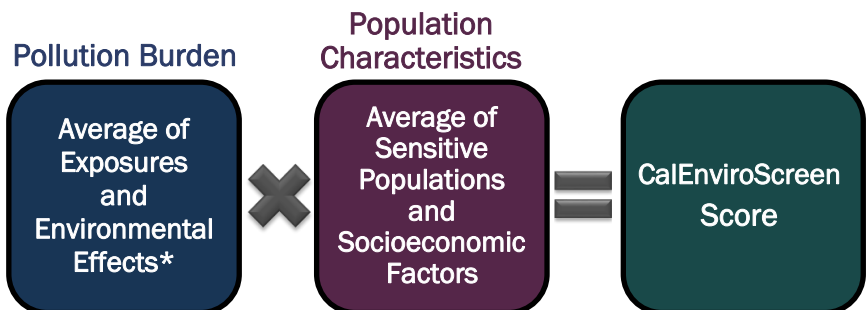 Pollution Burden
Average of
Exposures
and
Environmental
Effects*
Population
Characteristics
Average of
Sensitive
Populations
and
Socioeconomic
Factors
CalEnviroScreen
Score